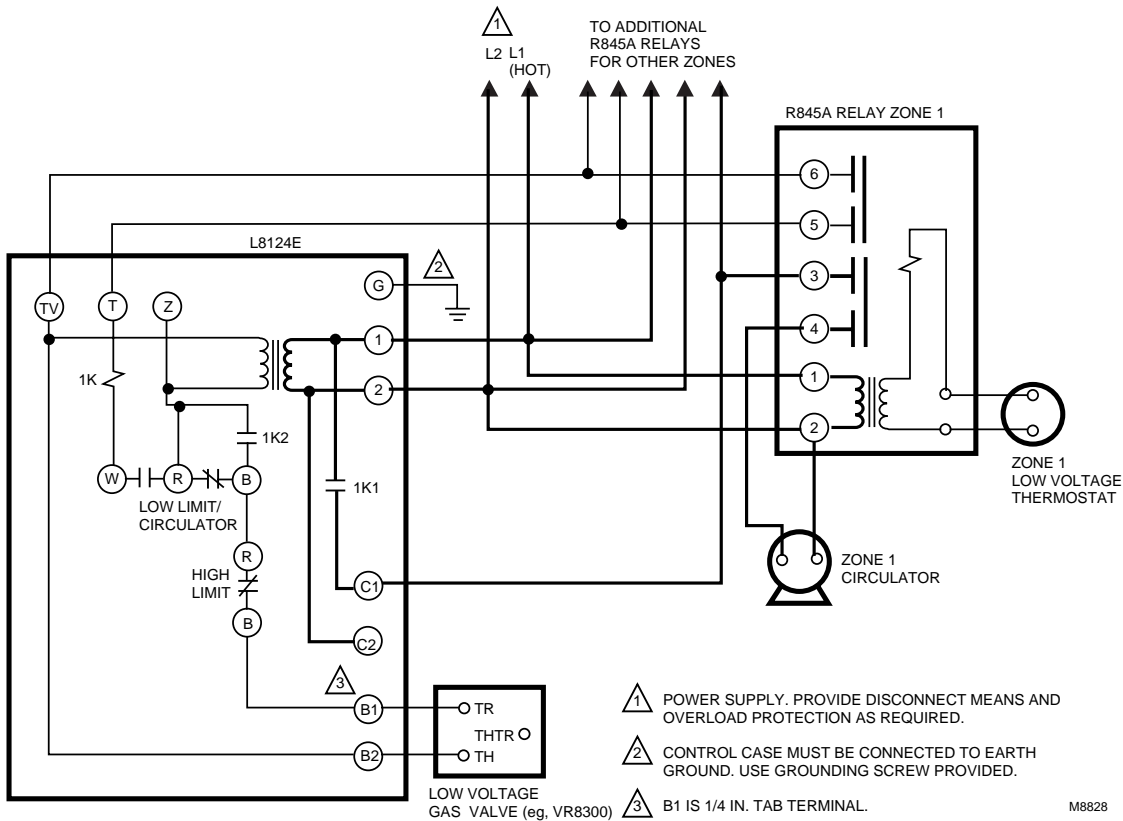 1
L2 L1
(HOT)
TO ADDITIONAL
R845A RELAYS
FOR OTHER ZONES
R845A RELAY ZONE 1
6
5
3
4
1
2
ZONE 1
LOW VOLTAGE
THERMOSTAT
ZONE 1
CIRCULATOR
L8124E
2
G
TV
T
Z
1
2
1K
1K2
1K1
W
R
B
LOW LIMIT/
CIRCULATOR
R
HIGH
LIMIT
B
C1
C2
3
B1
B2
TR
THTR
TH
LOW VOLTAGE
GAS VALVE (eg, VR8300)
1 POWER SUPPLY. PROVIDE DISCONNECT MEANS AND
OVERLOAD PROTECTION AS REQUIRED.
2 CONTROL CASE MUST BE CONNECTED TO EARTH
GROUND. USE GROUNDING SCREW PROVIDED.
3 B1 IS 1/4 IN. TAB TERMINAL.
M8828